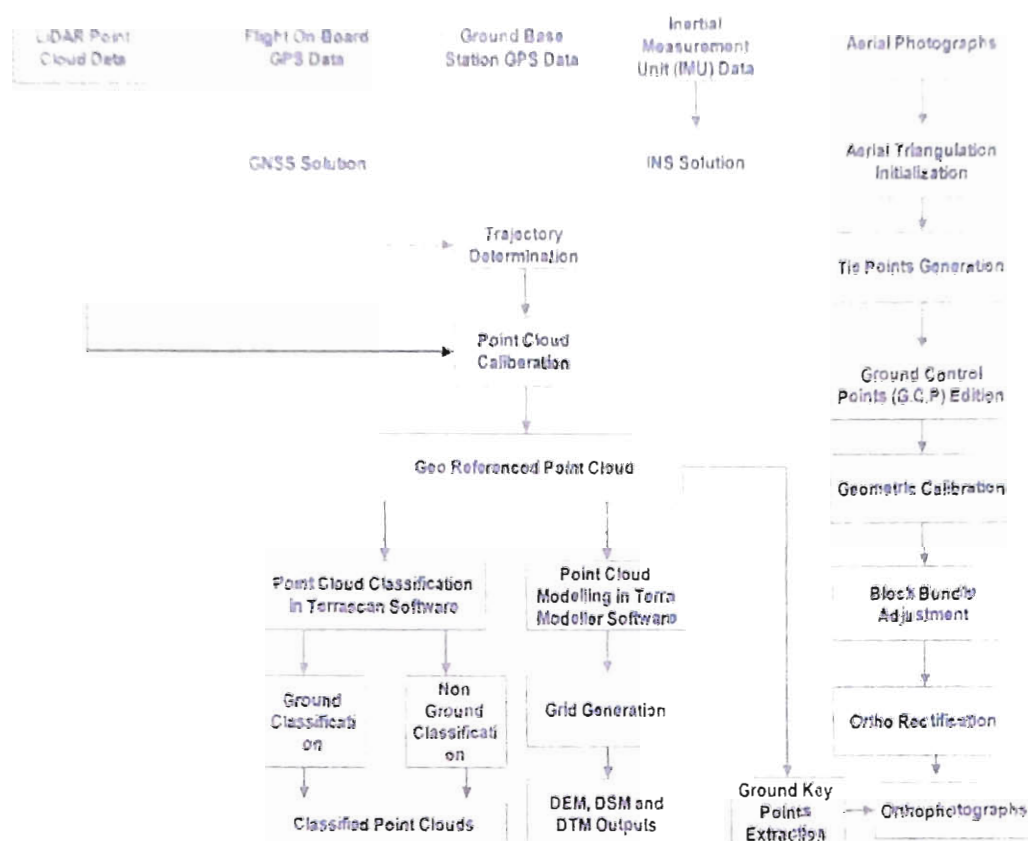 LiDAR Point
Cloud Data
Flight On-Board
GPS Data
Ground Base
Station GPS Data
Inertial
Measurement
Unit (IMU) Data
Aerial Photographs
GNSS Solution
INS Solution
Aerial Triangulation
Initialization
Trajectory
Determination
Tie Points Generation
Point Cloud
Caliberation
Ground Control
Points (G.C.P) Edition
Geo Referenced Point Cloud
Geometric Calibration
Point Cloud Classification
in Terrascan Software
Point Cloud
Modelling in Terra
Modeller Software
Block Bundle
Adjustment
Ground
Classificati
on
Non
Ground
Classificati
on
Grid Generation
Ortho Rectification
Classified Point Clouds
DEM, DSM and
DTM Outputs
Ground Key
Points
Extraction
Orthophotographs